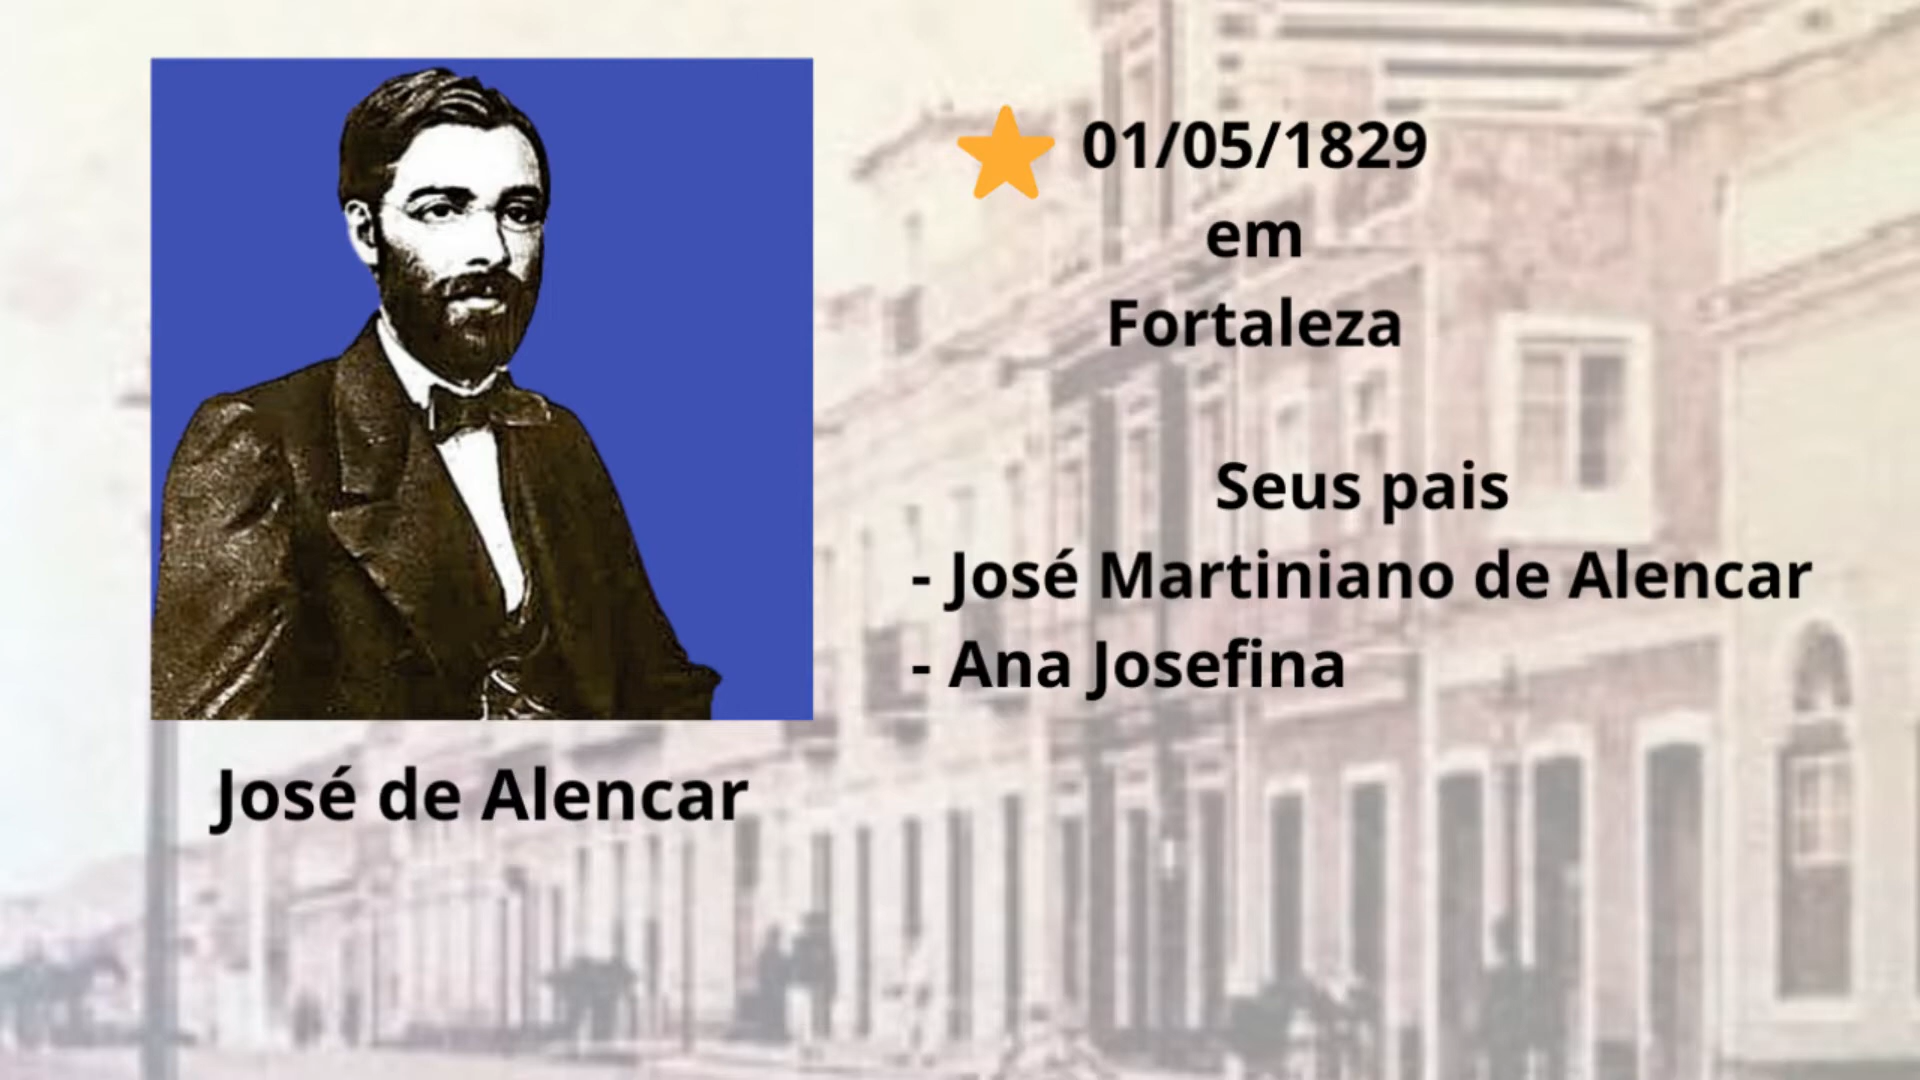 01/05/1829
em
Fortaleza
Seus pais
- José Martiniano de Alencar
- Ana Josefina
José de Alencar